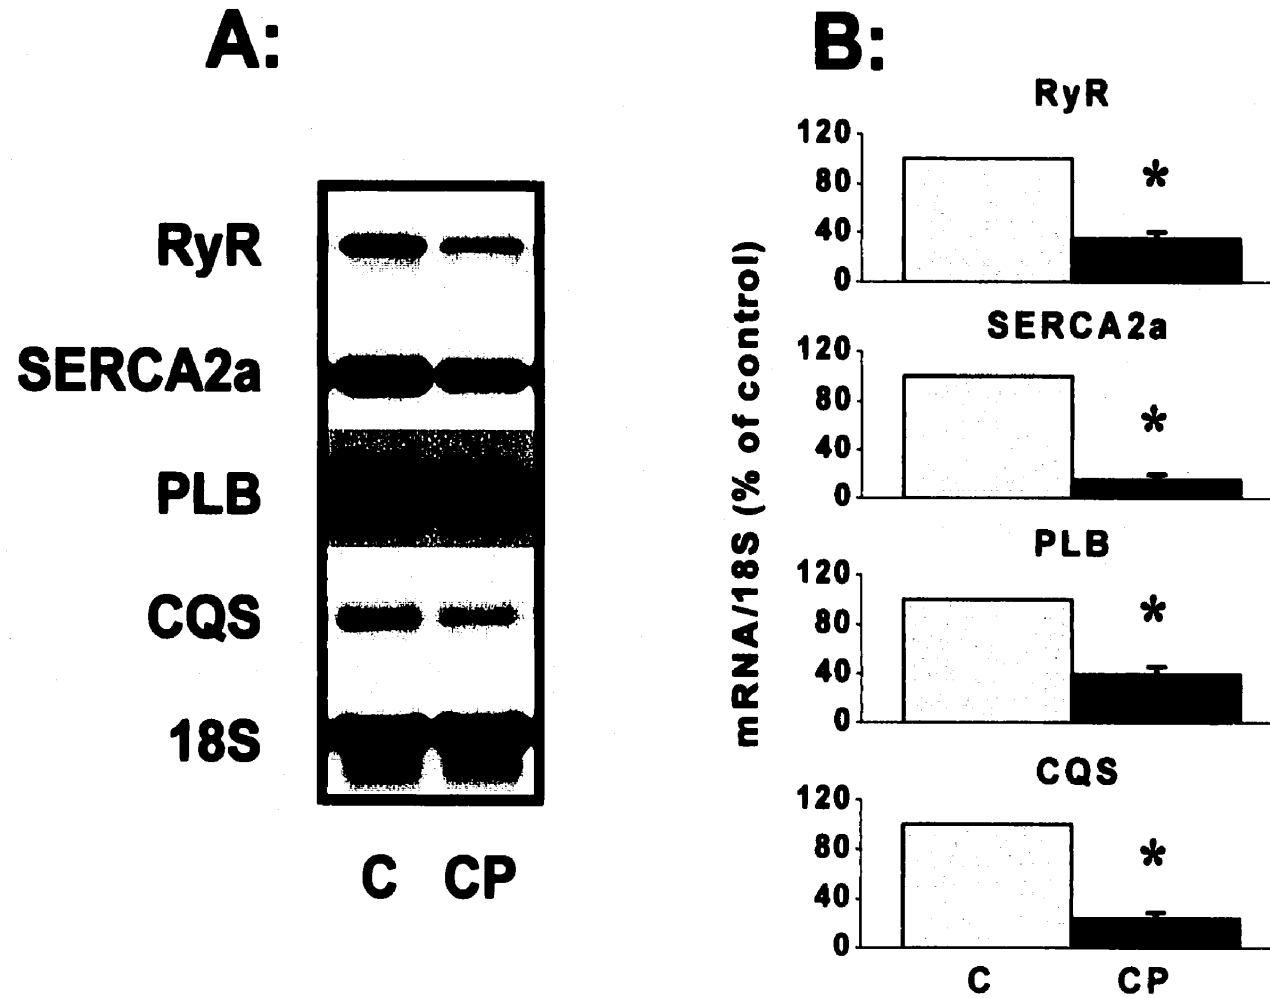 A:
RyR
SERCA2a
PLB
CQS
18S
C CP
B:
mRNA/18S (% of control)
RyR
120
80
*
40
0
SERCA2a
120
80
*
40
0
PLB
120
80
*
40
0
CQS
120
80
*
40
0
C CP